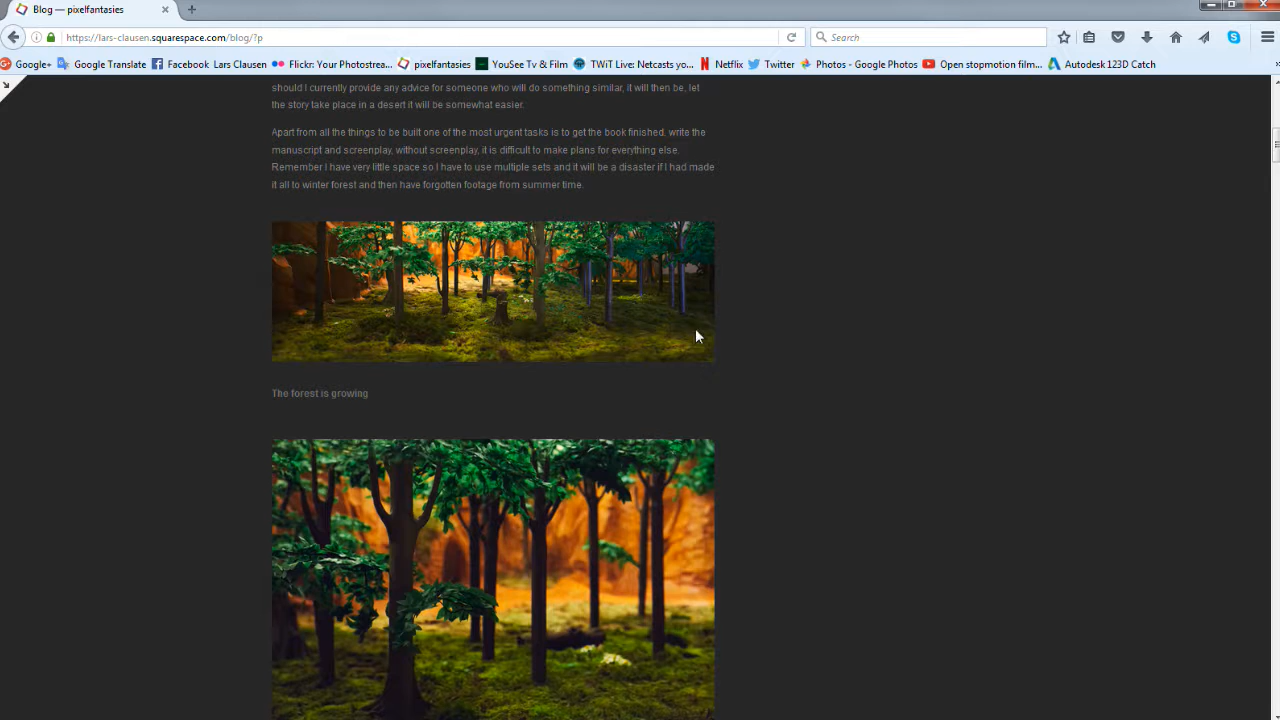 Blog — pixelfantasies
https://lars-clausen.squarespace.com/blog/?p
Search
Google+ Google Translate Facebook Lars Clausen Flickr: Your Photostrea... pixelfantasies YouSee Tv & Film TWiT Live: Netcasts yo... Netflix Twitter Photos - Google Photos Open stopmotion film... Autodesk 123D Catch
should I currently provide any advice for someone who will do something similar, it will then be, let
the story take place in a desert it will be somewhat easier.
Apart from all the things to be built one of the most urgent tasks is to get the book finished, write the
manuscript and screenplay, without screenplay, it is difficult to make plans for everything else.
Remember I have very little space so I have to use multiple sets and it will be a disaster if I had made
it all to winter forest and then have forgotten footage from summer time.
The forest is growing